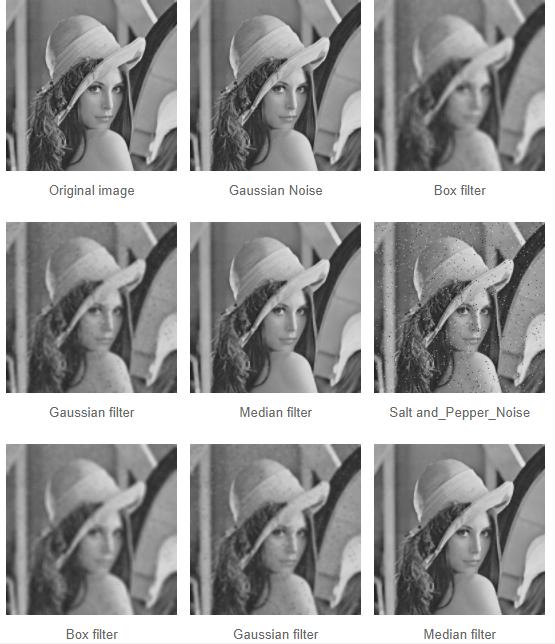 Original image
Gaussian Noise
Box filter
Gaussian filter
Median filter
Salt and_Pepper_Noise
Box filter
Gaussian filter
Median filter